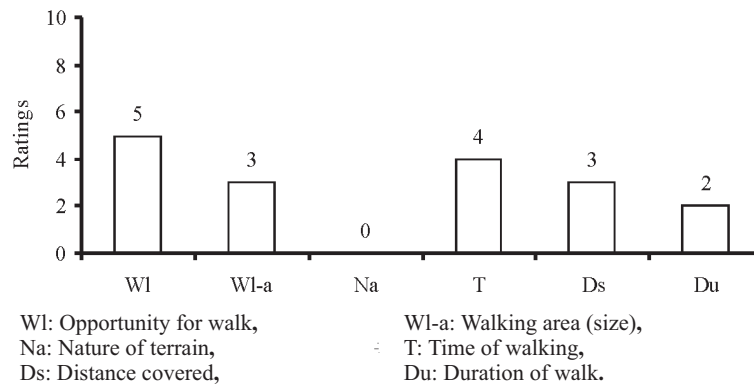 10
8
6
4
2
0
Ratings
5
3
0
4
3
2
Wl Wl-a Na T Ds Du
Wl: Opportunity for walk, Wl-a: Walking area (size),
Na: Nature of terrain, T: Time of walking,
Ds: Distance covered, Du: Duration of walk.